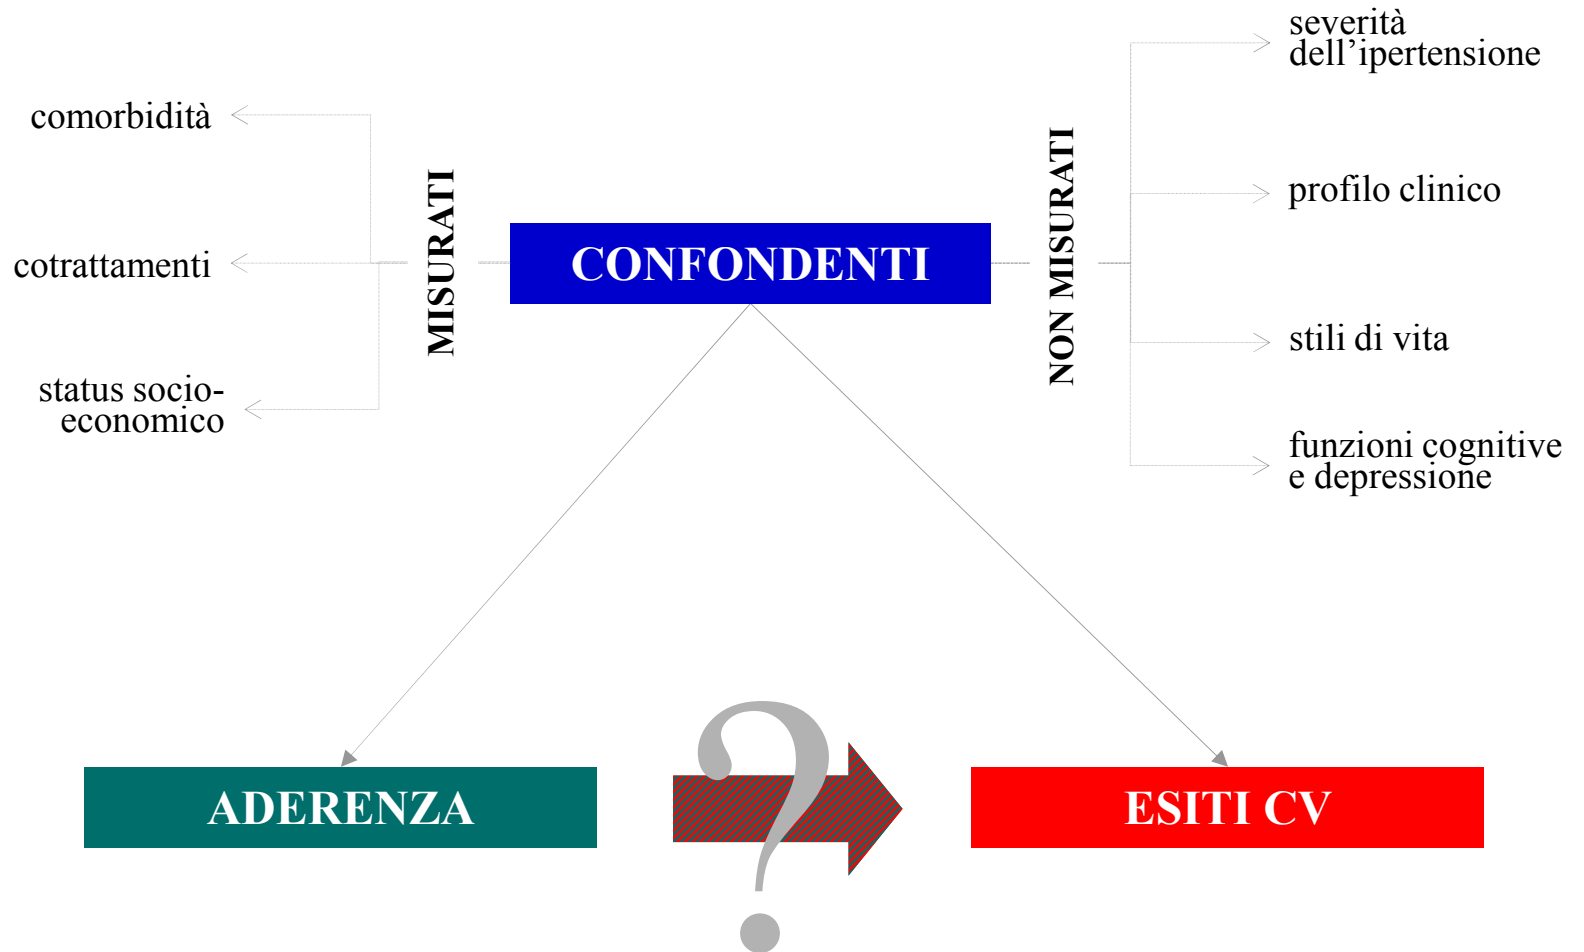 comorbidità
cotrattamenti
status socio-
economico
MISURATI
CONFONDENTI
NON MISURATI
severità
dell’ipertensione
profilo clinico
stili di vita
funzioni cognitive
e depressione
ADERENZA
?
ESITI CV